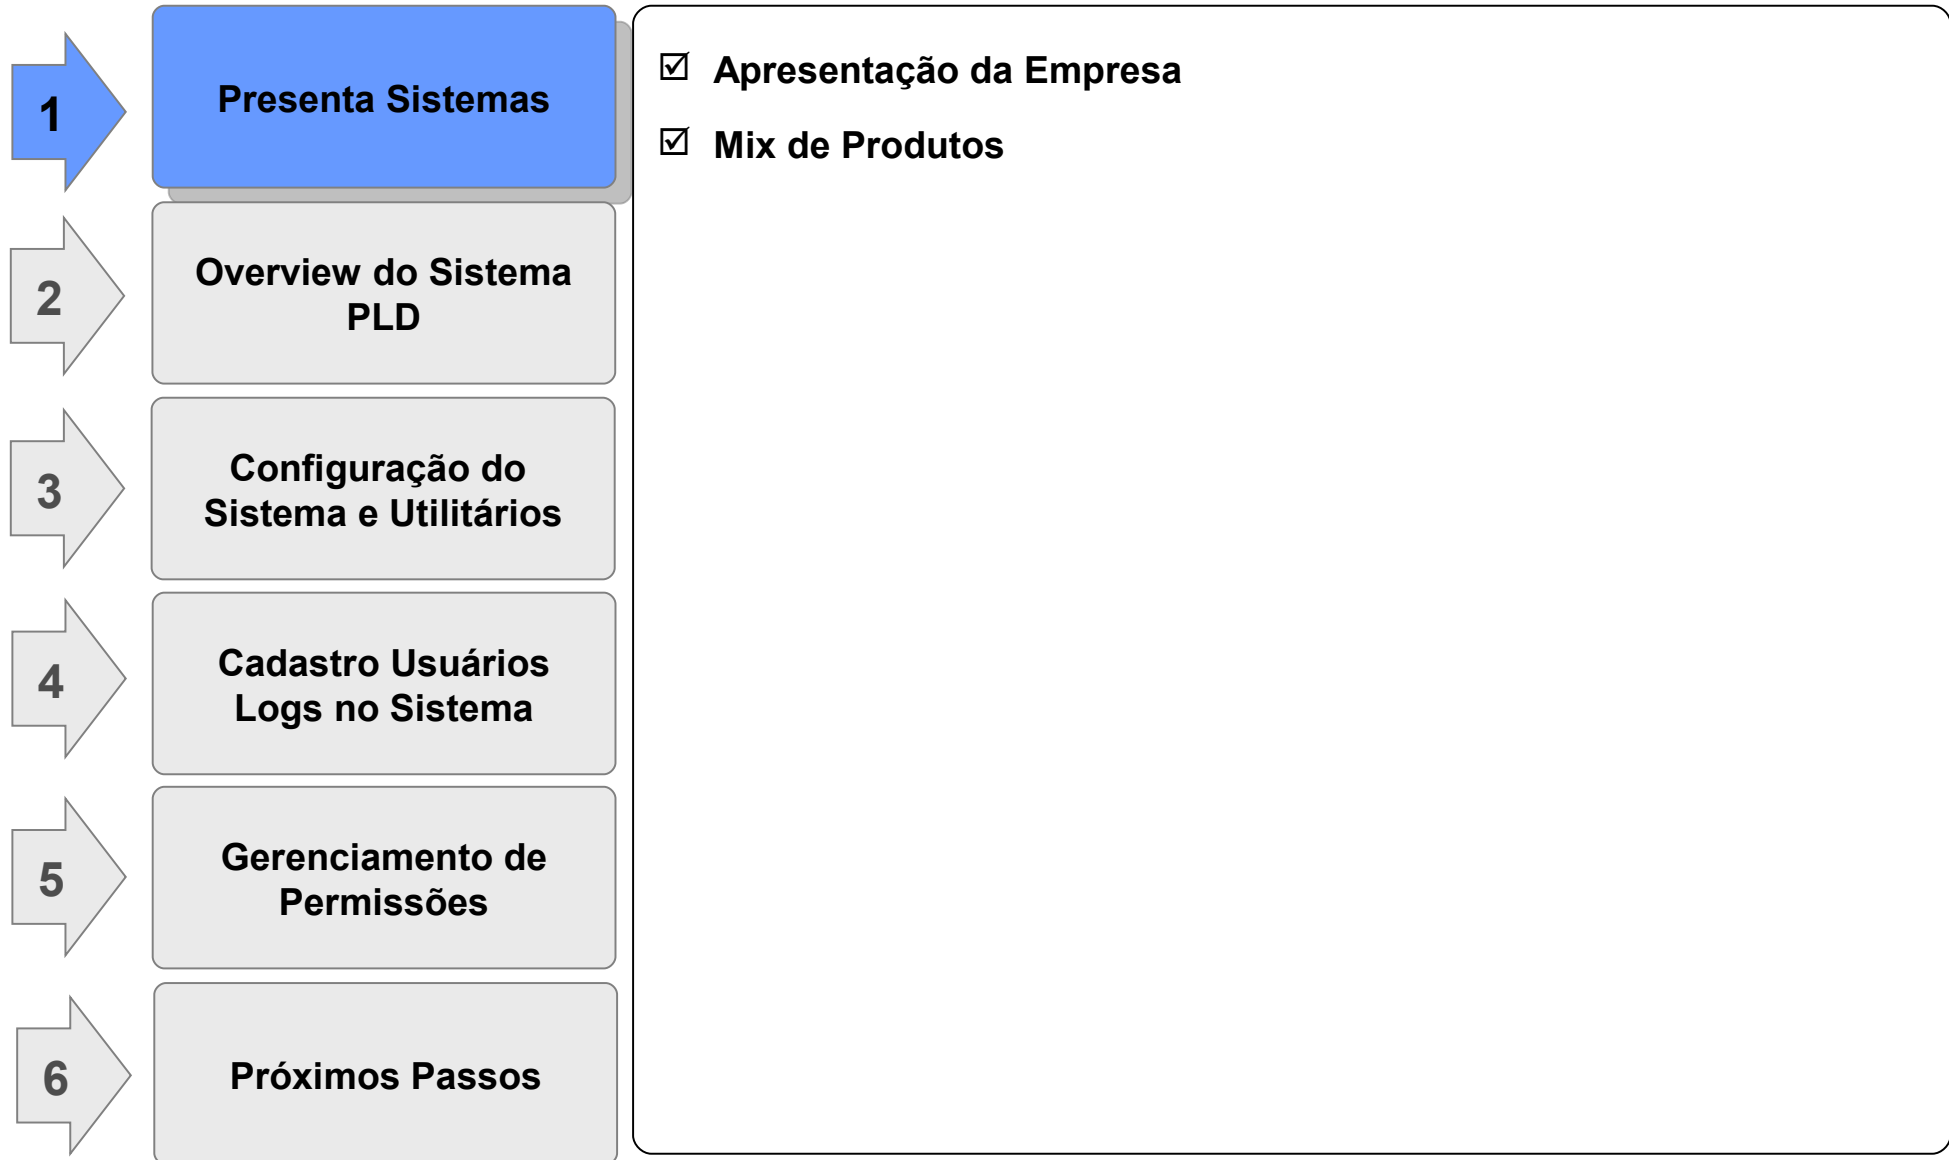 1
Presenta Sistemas
2
Overview do Sistema
PLD
3
Configuração do
Sistema e Utilitários
4
Cadastro Usuários
Logs no Sistema
5
Gerenciamento de
Permissões
6
Próximos Passos
Apresentação da Empresa
Mix de Produtos